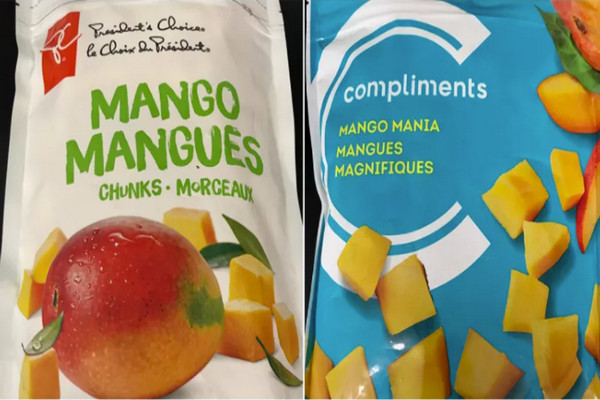 President's Choice
le Choix du Président
MANGO
MANGUES
CHUNKS • MORCEAUX
compliments
MANGO MANIA
MANGUES
MAGNIFIQUES